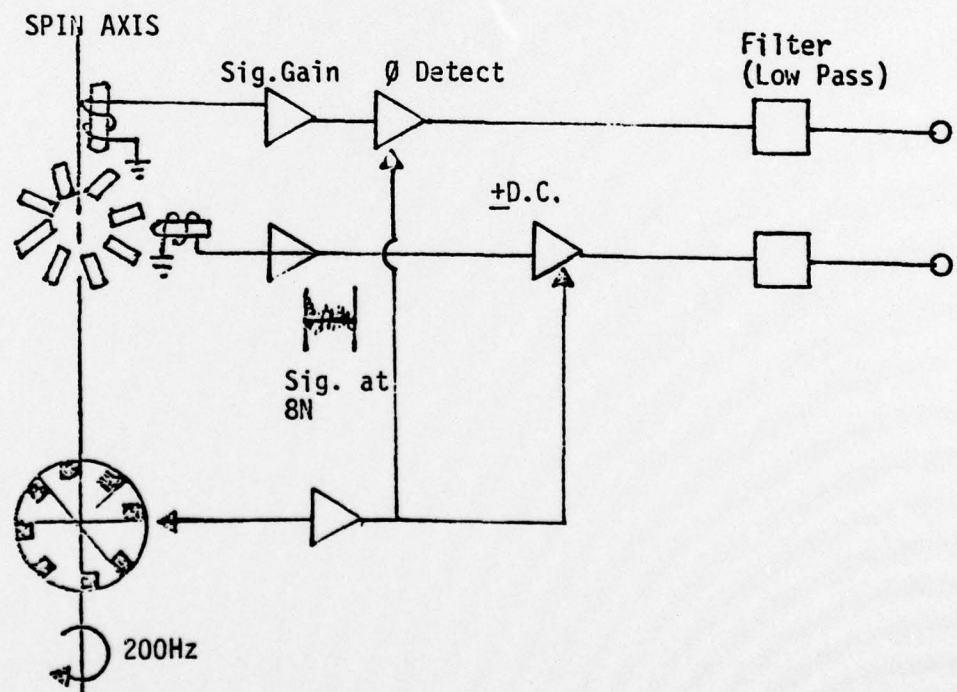 SPIN AXIS
Sig.Gain
Ø Detect
Filter
(Low Pass)
±D.C.
Sig. at
8N
200Hz